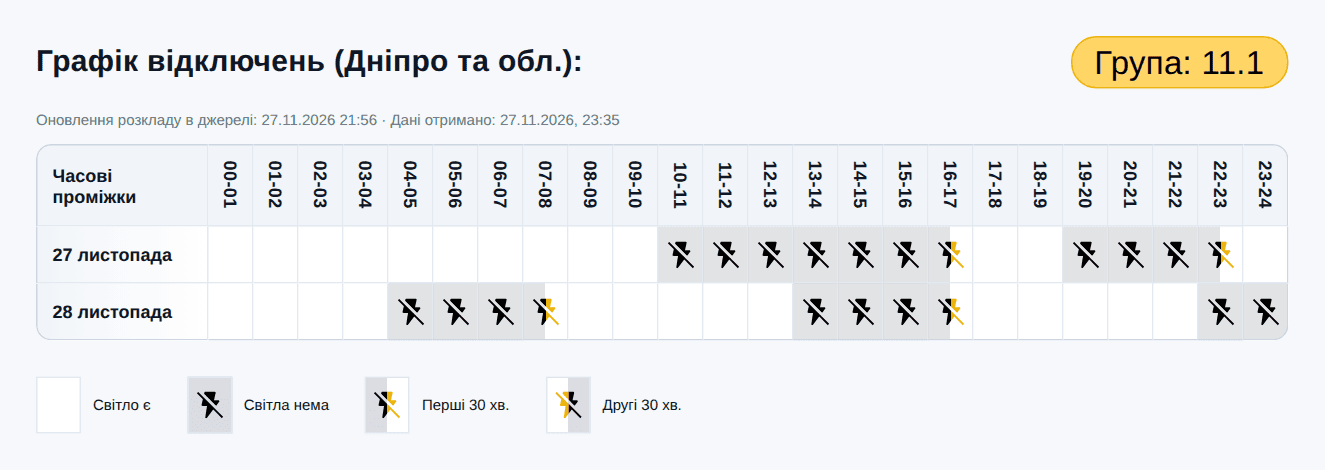 Графік відключень (Дніпро та обл.):
Група: 11.1
Оновлення розкладу в джерелі: 27.11.2026 21:56 · Дані отримано: 27.11.2026, 23:35
Часові
проміжки
00-01
01-02
02-03
03-04
04-05
05-06
06-07
07-08
08-09
09-10
10-11
11-12
12-13
13-14
14-15
15-16
16-17
17-18
18-19
19-20
20-21
21-22
22-23
23-24
27 листопада
28 листопада
Світло є
Світла нема
Перші 30 хв.
Другі 30 хв.